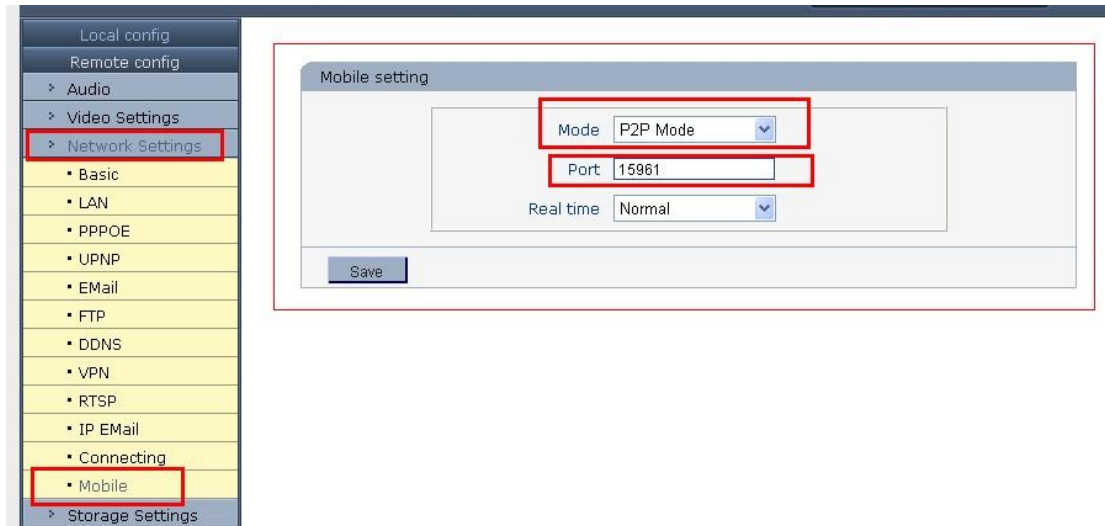 Local config
Remote config
Audio
Video Settings
Network Settings
Basic
LAN
PPPOE
UPNP
EMail
FTP
DDNS
VPN
RTSP
IP EMail
Connecting
Mobile
Storage Settings
Mobile setting
Mode P2P Mode
Port 15961
Real time Normal
Save